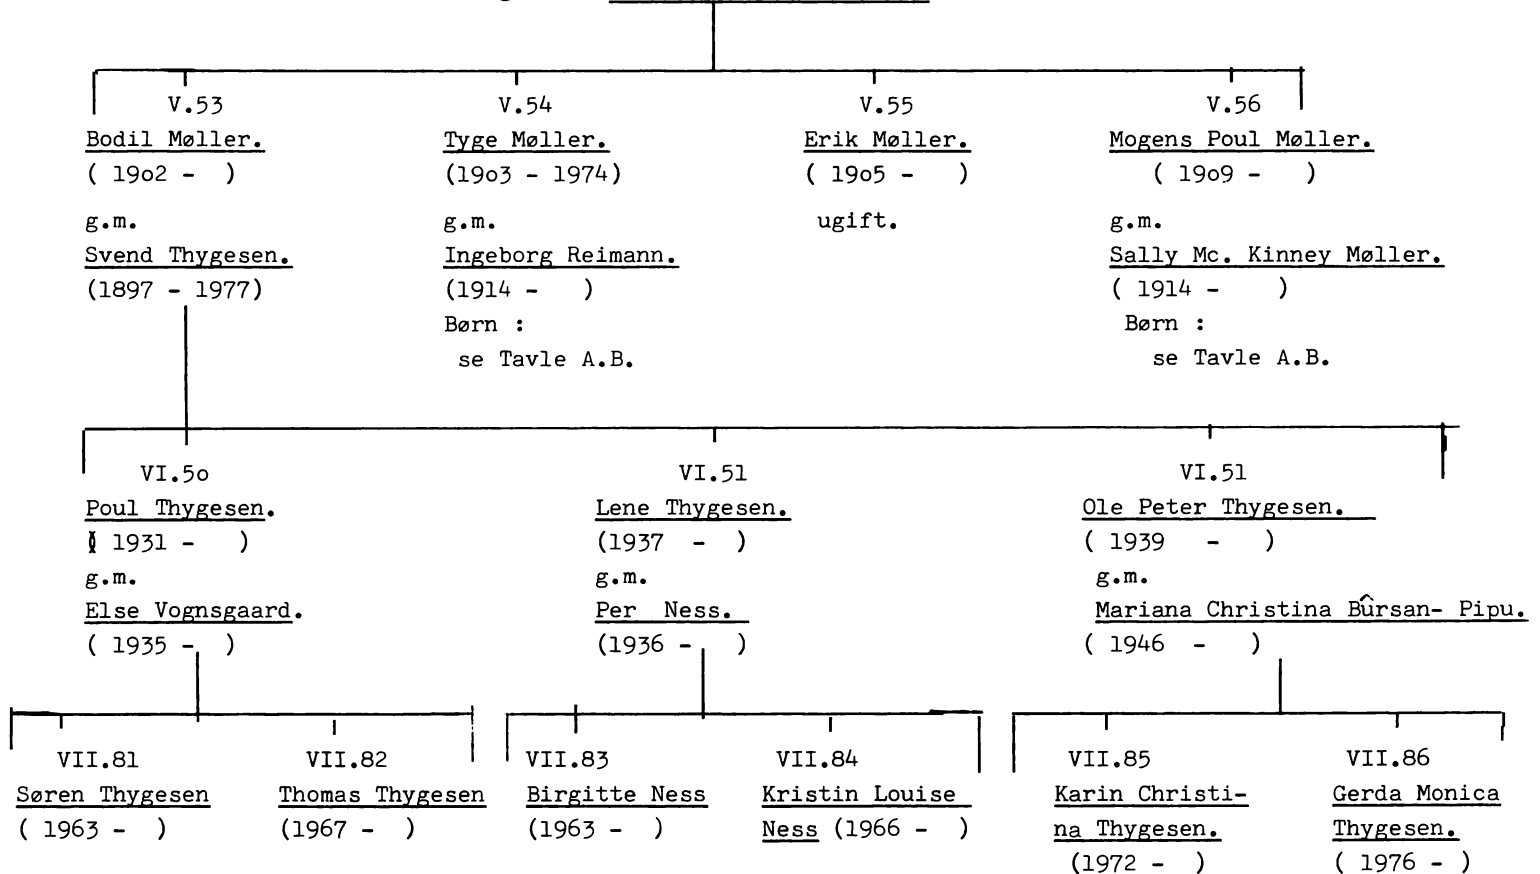 V.53
Bodil Møller.
( 19o2 - )
g.m.
Svend Thygesen.
(1897 - 1977)
V.54
Tyge Møller.
(19o3 - 1974)
g.m.
Ingeborg Reimann.
(1914 - )
Børn :
se Tavle A.B.
V.55
Erik Møller.
( 19o5 - )
ugift.
V.56
Mogens Poul Møller.
( 19o9 - )
g.m.
Sally Mc. Kinney Møller.
( 1914 - )
Børn :
se Tavle A.B.
VI.5o
Poul Thygesen.
( 1931 - )
g.m.
Else Vognsgaard.
( 1935 - )
VI.51
Lene Thygesen.
(1937 - )
g.m.
Per Ness.
(1936 - )
VI.51
Ole Peter Thygesen.
( 1939 - )
g.m.
Mariana Christina Bûrsan- Pipu.
( 1946 - )
VII.81
Søren Thygesen
( 1963 - )
VII.82
Thomas Thygesen
(1967 - )
VII.83
Birgitte Ness
(1963 - )
VII.84
Kristin Louise
Ness (1966 - )
VII.85
Karin Christi-
na Thygesen.
(1972 - )
VII.86
Gerda Monica
Thygesen.
( 1976 - )